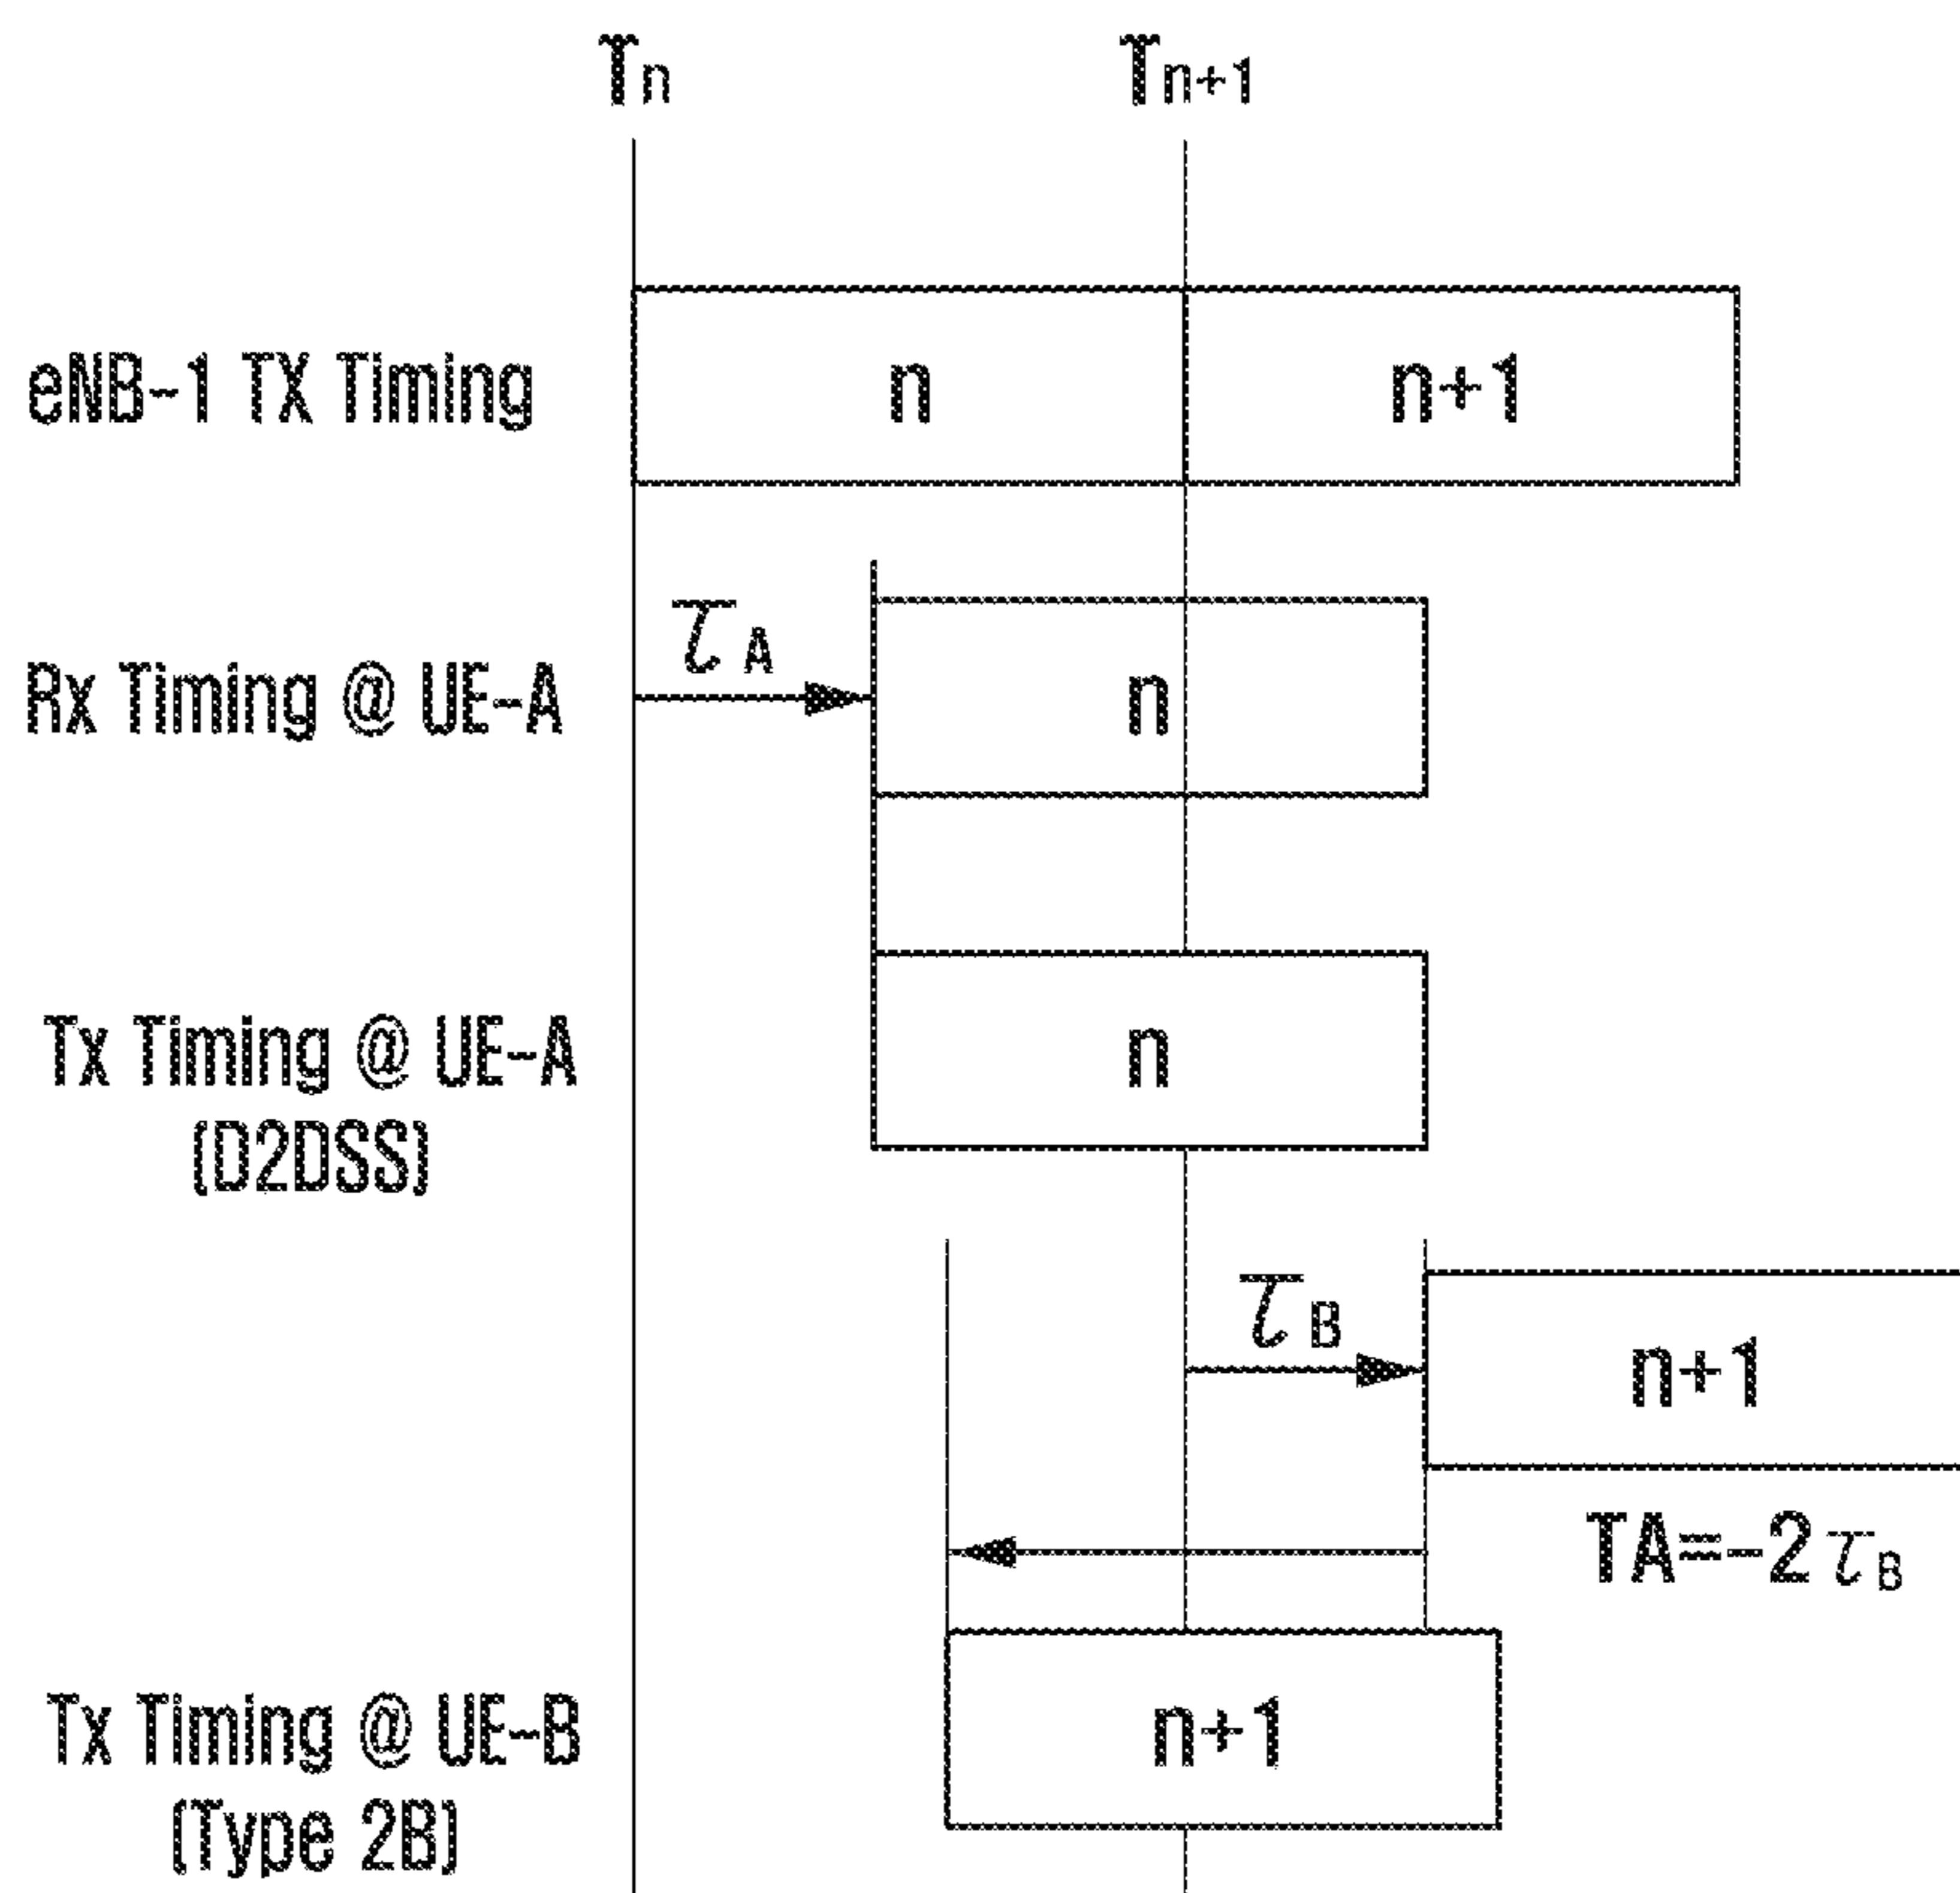 Tn Tn+1
eNB-1 TX Timing n n+1
τA
Rx Timing @ UE-A n
Tx Timing @ UE-A n
(D2DSS)
τB
n+1
TA=-2τB
Tx Timing @ UE-B n+1
(Type 2B)